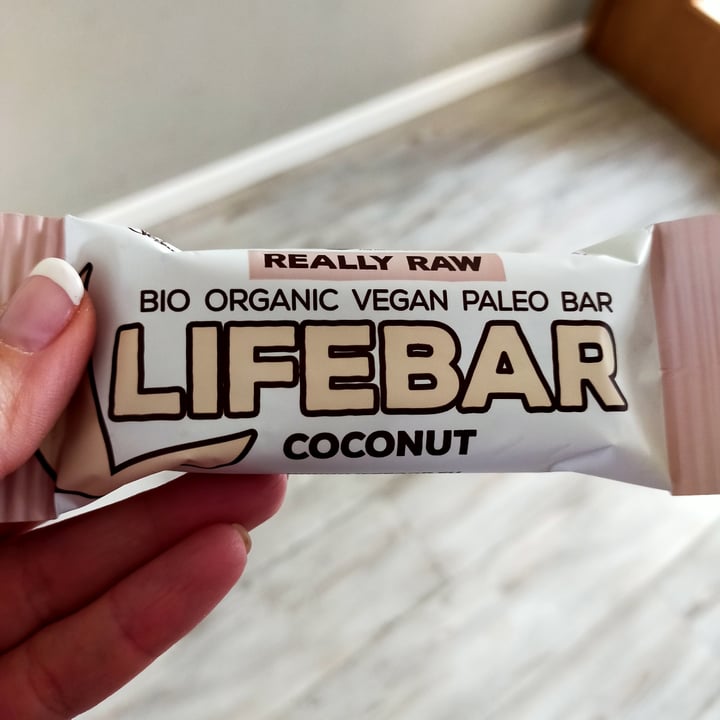 REALLY RAW
BIO ORGANIC VEGAN PALEO BAR
LIFEBAR
COCONUT